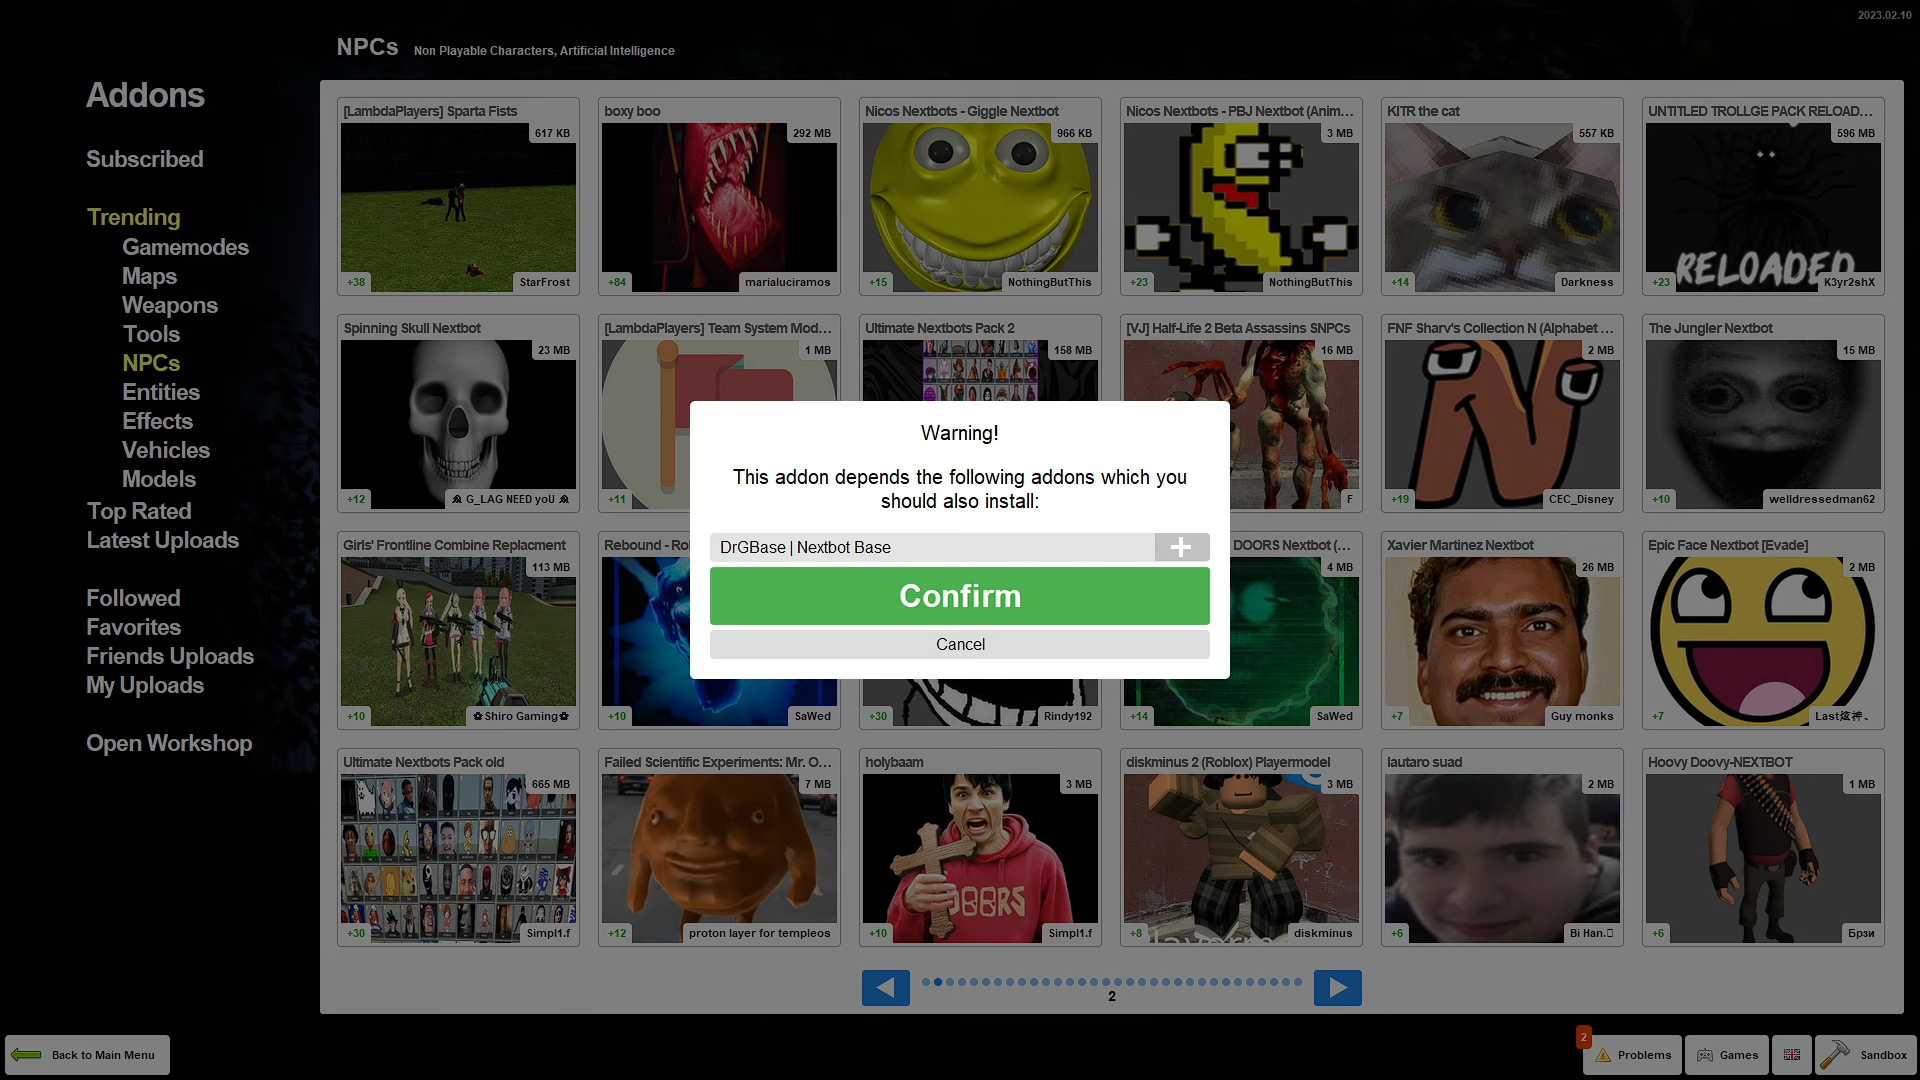 2023.02.10
NPCs Non Playable Characters, Artificial Intelligence
Addons
Subscribed
Trending
Gamemodes
Maps
Weapons
Tools
NPCs
Entities
Effects
Vehicles
Models
Top Rated
Latest Uploads
Followed
Favorites
Friends Uploads
My Uploads
Open Workshop
[LambdaPlayers] Sparta Fists
617 KB
+38
StarFrost
boxy boo
292 MB
+84
marialuciramos
Nicos Nextbots - Giggle Nextbot
966 KB
+15
NothingButThis
Nicos Nextbots - PBJ Nextbot (Anim...
3 MB
+23
NothingButThis
KITR the cat
557 KB
+14
Darkness
UNTITLED TROLLGE PACK RELOAD...
596 MB
RELOADED
+23
K3yr2shX
Spinning Skull Nextbot
23 MB
+12
G_LAG NEED yoU
[LambdaPlayers] Team System Mod...
1 MB
+11
Ultimate Nextbots Pack 2
158 MB
[VJ] Half-Life 2 Beta Assassins SNPCs
16 MB
F
FNF Sharv's Collection N (Alphabet ...
2 MB
+19
CEC_Disney
The Jungler Nextbot
15 MB
+10
welldressedman62
Warning!
This addon depends the following addons which you
should also install:
DrGBase | Nextbot Base
+
Confirm
Cancel
Girls' Frontline Combine Replacment
113 MB
+10
✿Shiro Gaming✿
Rebound - Ro
+10
SaWed
+30
Rindy192
DOORS Nextbot (...
4 MB
+14
SaWed
Xavier Martinez Nextbot
26 MB
+7
Guy monks
Epic Face Nextbot [Evade]
2 MB
+7
Ultimate Nextbots Pack old
665 MB
+30
Simpl1.f
Failed Scientific Experiments: Mr. O...
7 MB
+12
proton layer for templeos
holybaam
3 MB
+10
Simpl1.f
diskminus 2 (Roblox) Playermodel
3 MB
+8
diskminus
lautaro suad
2 MB
+6
Bi Han.
Hoovy Doovy-NEXTBOT
1 MB
+6
Брзи
2
Back to Main Menu
2
Problems
Games
Sandbox